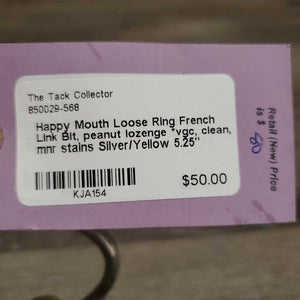 The Tack Collector
850029-568
Happy Mouth Loose Ring French
Link Bit, peanut lozenge *vgc, clean,
mnr stains Silver/Yellow 5.25"
KJA154
$50.00
Retail (New) Price
is $ 80